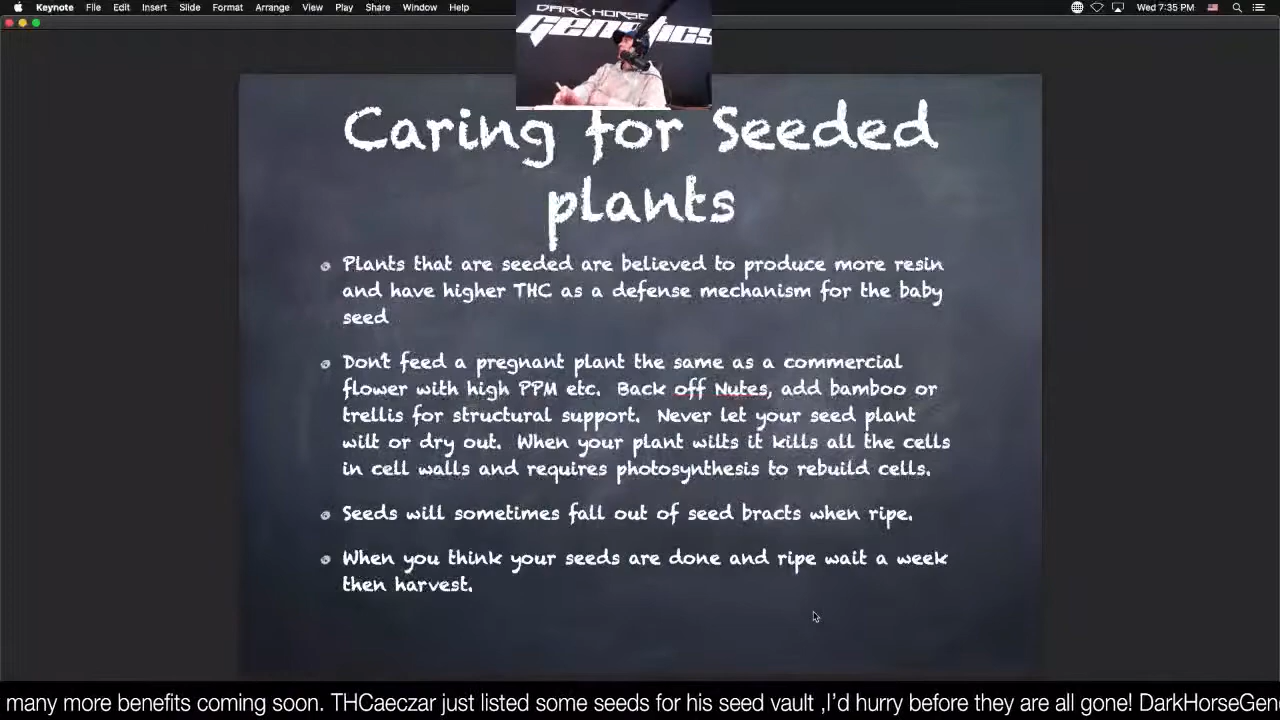 Keynote File Edit Insert Slide Format Arrange View Play Share Window Help Wed 7:35 PM
DARK HORSE
Genetics
Caring for Seeded
plants
Plants that are seeded are believed to produce more resin
and have higher THC as a defense mechanism for the baby
seed
Don't feed a pregnant plant the same as a commercial
flower with high PPM etc. Back off Nutes, add bamboo or
trellis for structural support. Never let your seed plant
wilt or dry out. When your plant wilts it kills all the cells
in cell walls and requires photosynthesis to rebuild cells.
Seeds will sometimes fall out of seed bracts when ripe.
When you think your seeds are done and ripe wait a week
then harvest.
many more benefits coming soon. THCaeczar just listed some seeds for his seed vault ,I'd hurry before they are all gone! DarkHorseGen